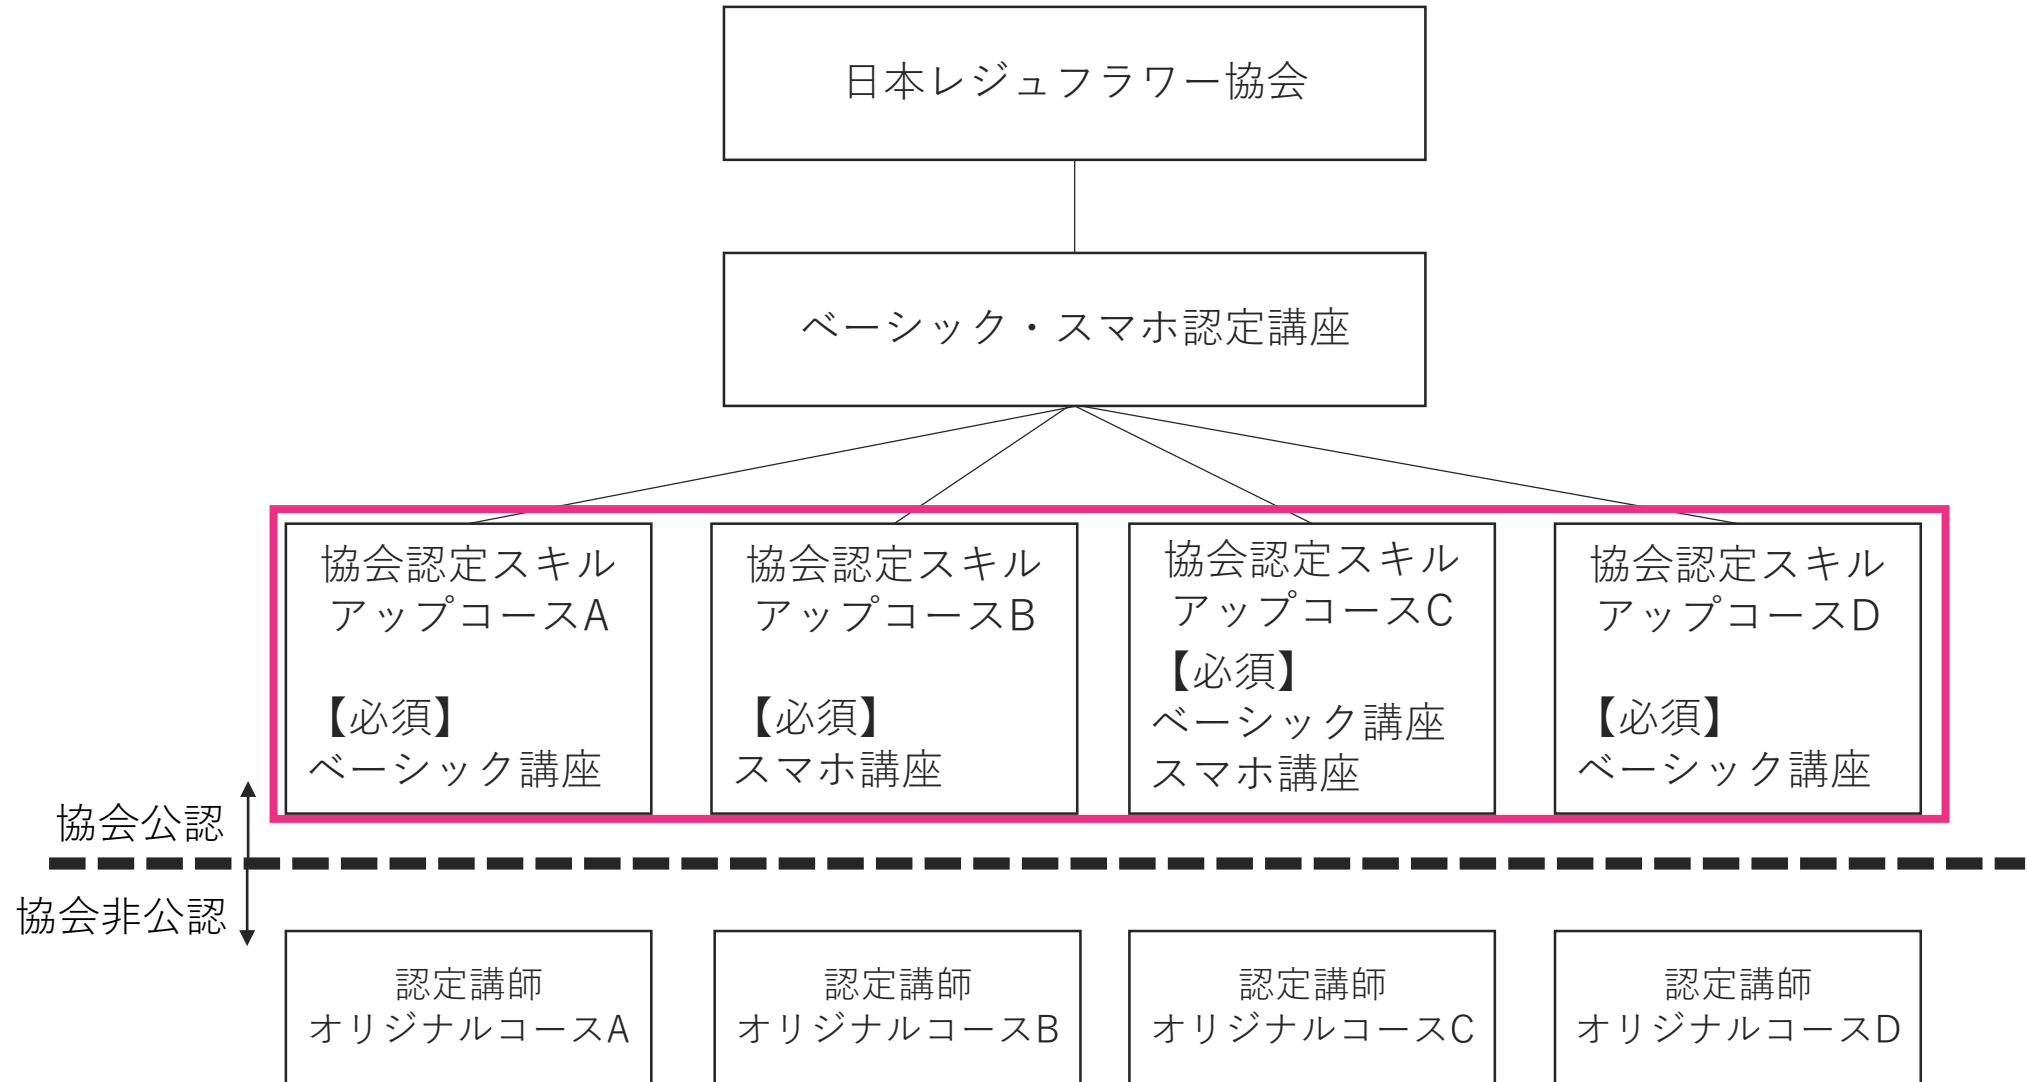 日本レジュフラワー協会
ベーシック・スマホ認定講座
協会認定スキル
アップコースA
【必須】
ベーシック講座
協会認定スキル
アップコースB
【必須】
スマホ講座
協会認定スキル
アップコースC
【必須】
ベーシック講座
スマホ講座
協会認定スキル
アップコースD
【必須】
ベーシック講座
協会公認
協会非公認
認定講師
オリジナルコースA
認定講師
オリジナルコースB
認定講師
オリジナルコースC
認定講師
オリジナルコースD